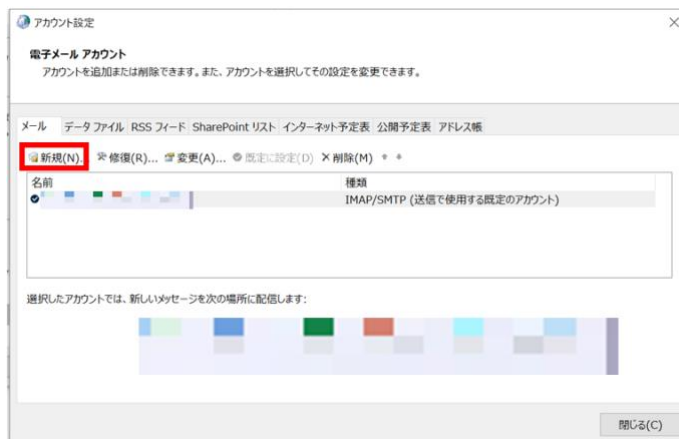 アカウント設定
電子メール アカウント
アカウントを追加または削除できます。また、アカウントを選択してその設定を変更できます。
メール データ ファイル RSS フィード SharePoint リスト インターネット予定表 公開予定表 アドレス帳
新規(N)... 修復(R)... 変更(A)... 既定に設定(D) 削除(M)
名前 種類
IMAP/SMTP (送信で使用する既定のアカウント)
選択したアカウントでは、新しいメッセージを次の場所に配信します:
閉じる(C)